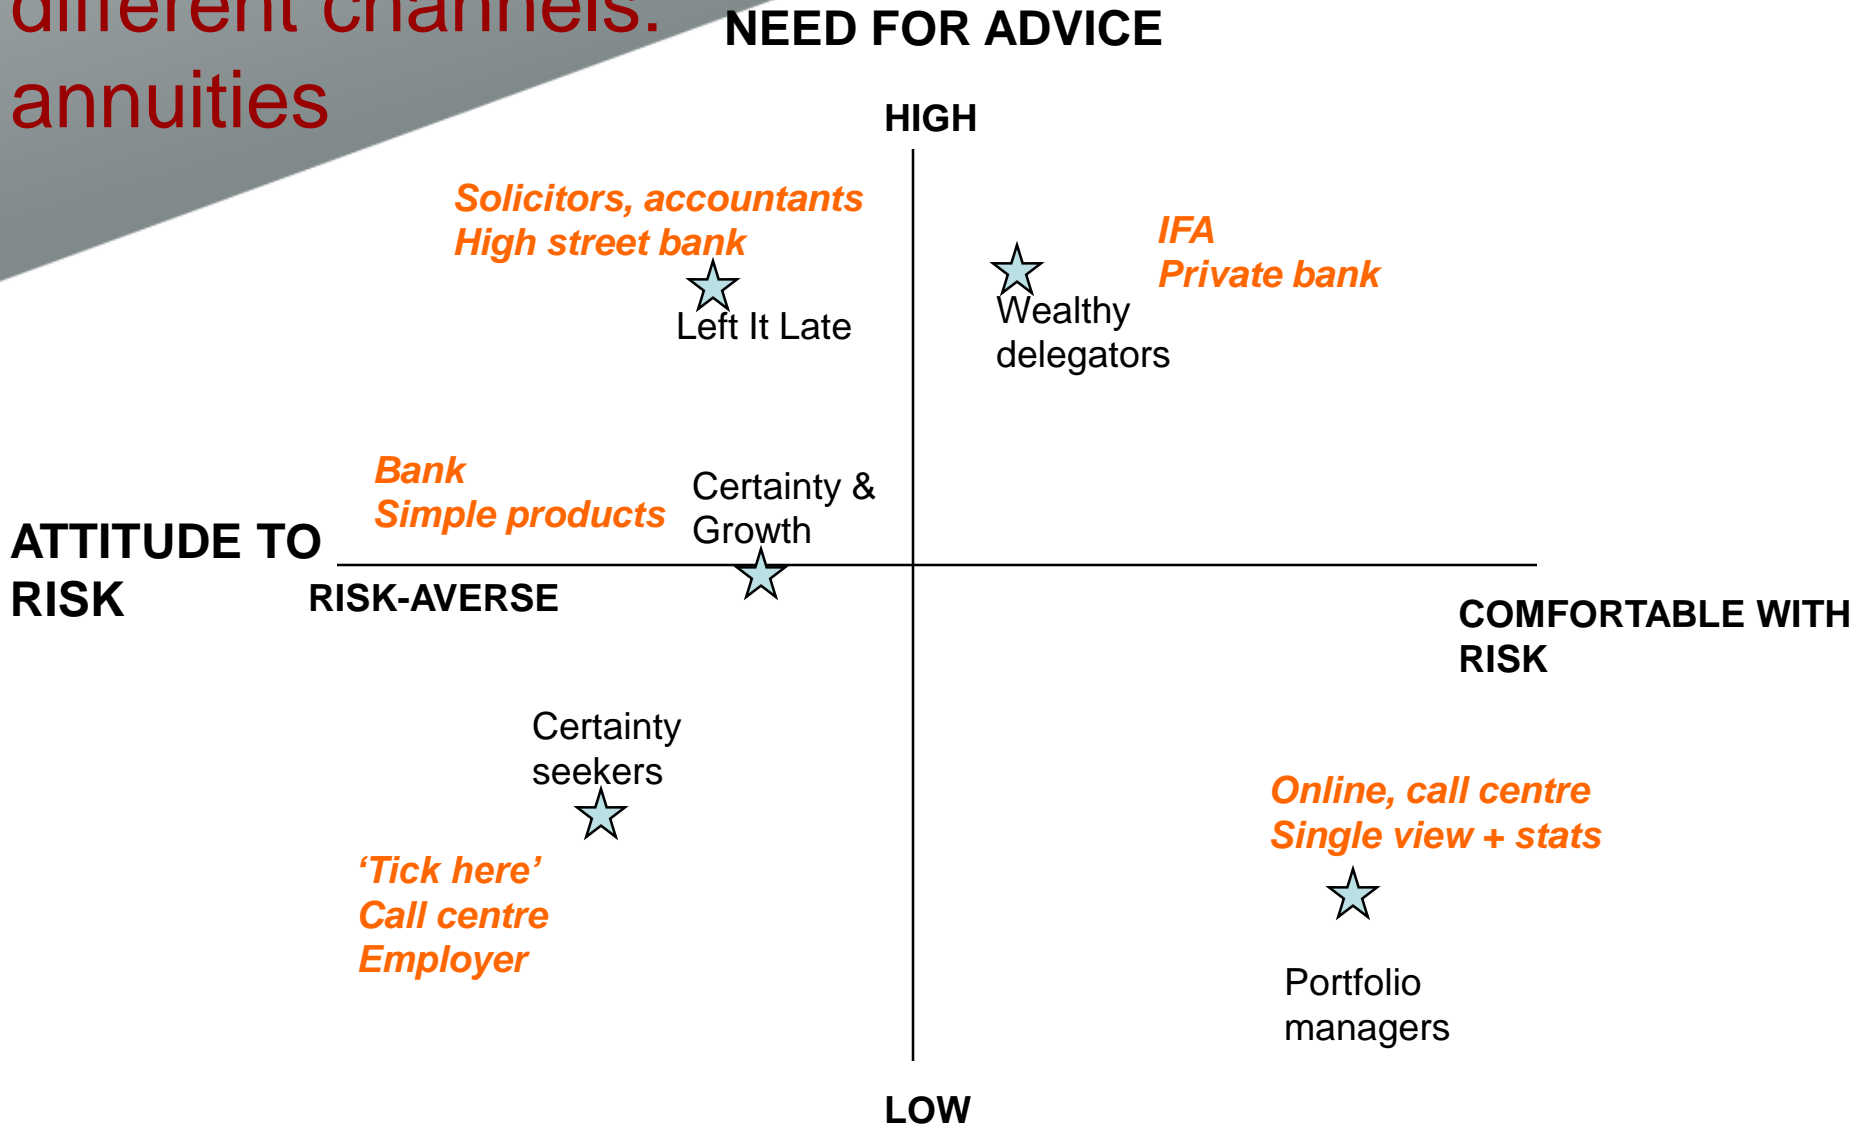 different channels:
annuities
NEED FOR ADVICE
HIGH
Solicitors, accountants
High street bank
Left It Late
IFA
Private bank
Wealthy
delegators
Bank
Simple products
Certainty &
Growth
ATTITUDE TO
RISK
RISK-AVERSE
COMFORTABLE WITH
RISK
Certainty
seekers
‘Tick here’
Call centre
Employer
Online, call centre
Single view + stats
Portfolio
managers
LOW